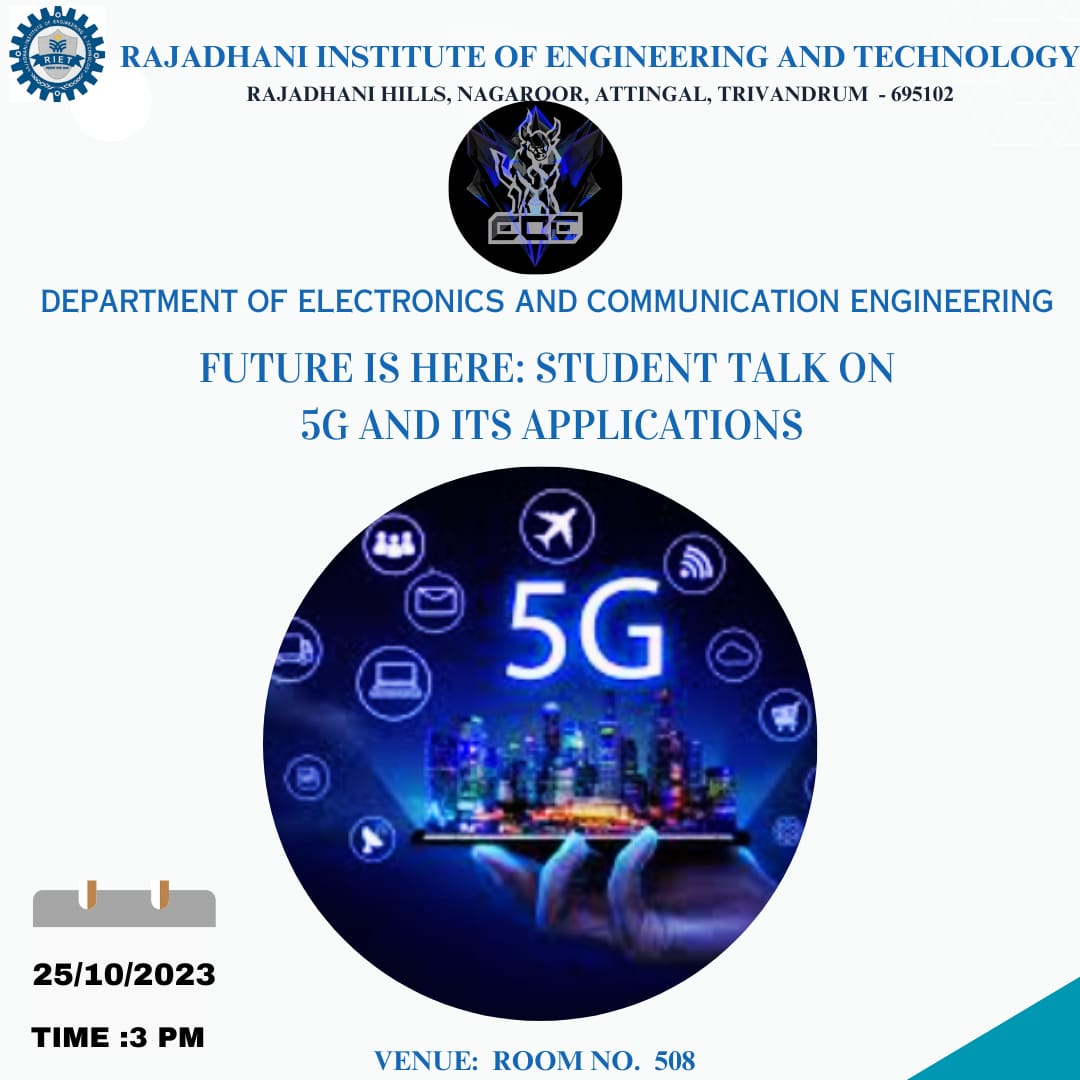 RIET
RAJADHANI INSTITUTE OF ENGINEERING AND TECHNOLOGY
RAJADHANI HILLS, NAGAROOR, ATTINGAL, TRIVANDRUM - 695102
DEPARTMENT OF ELECTRONICS AND COMMUNICATION ENGINEERING
FUTURE IS HERE: STUDENT TALK ON
5G AND ITS APPLICATIONS
5G
25/10/2023
TIME :3 PM
VENUE: ROOM NO. 508